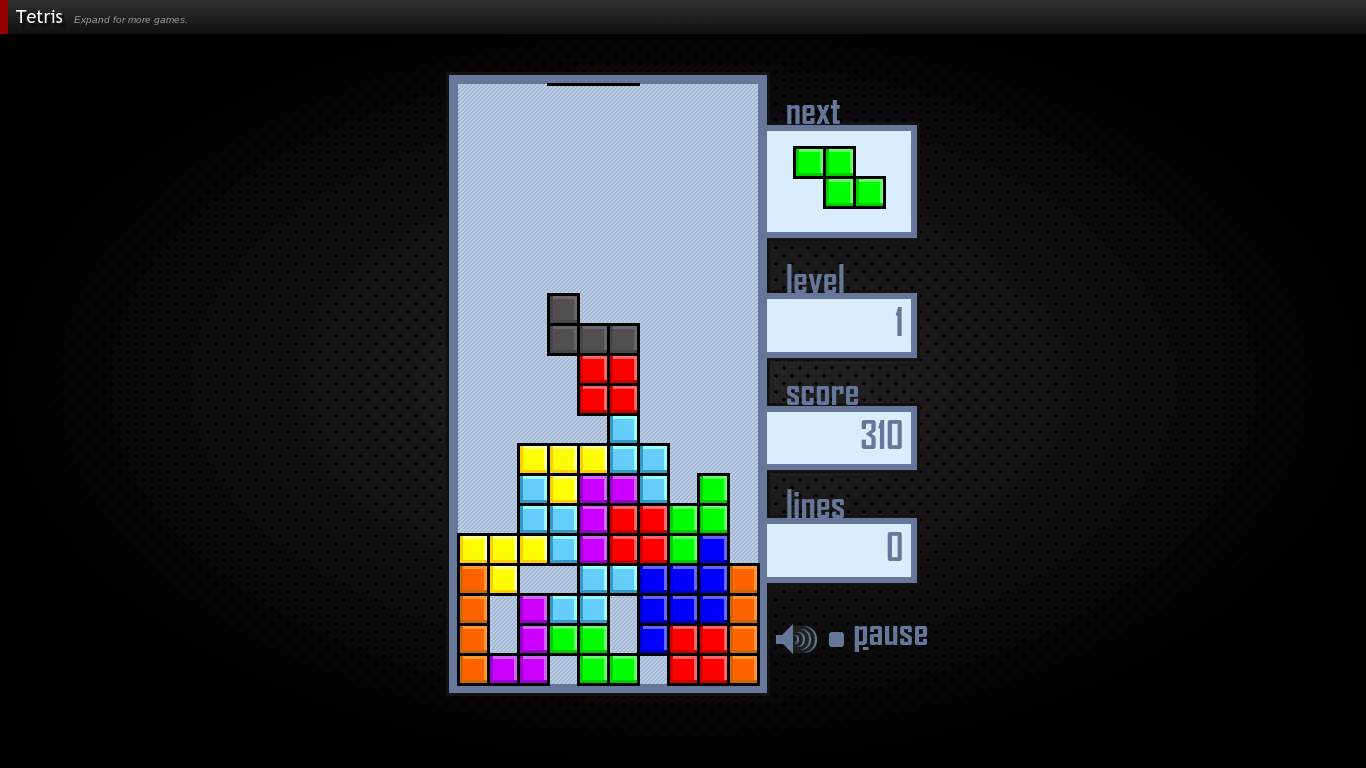 Tetris Expand for more games.
next
level
1
score
310
lines
0
pause